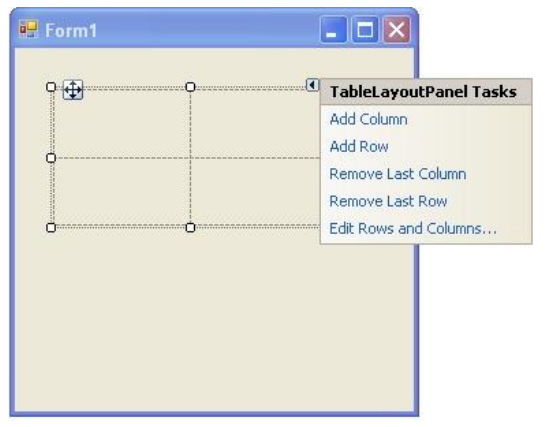 Form1
TableLayoutPanel Tasks
Add Column
Add Row
Remove Last Column
Remove Last Row
Edit Rows and Columns...